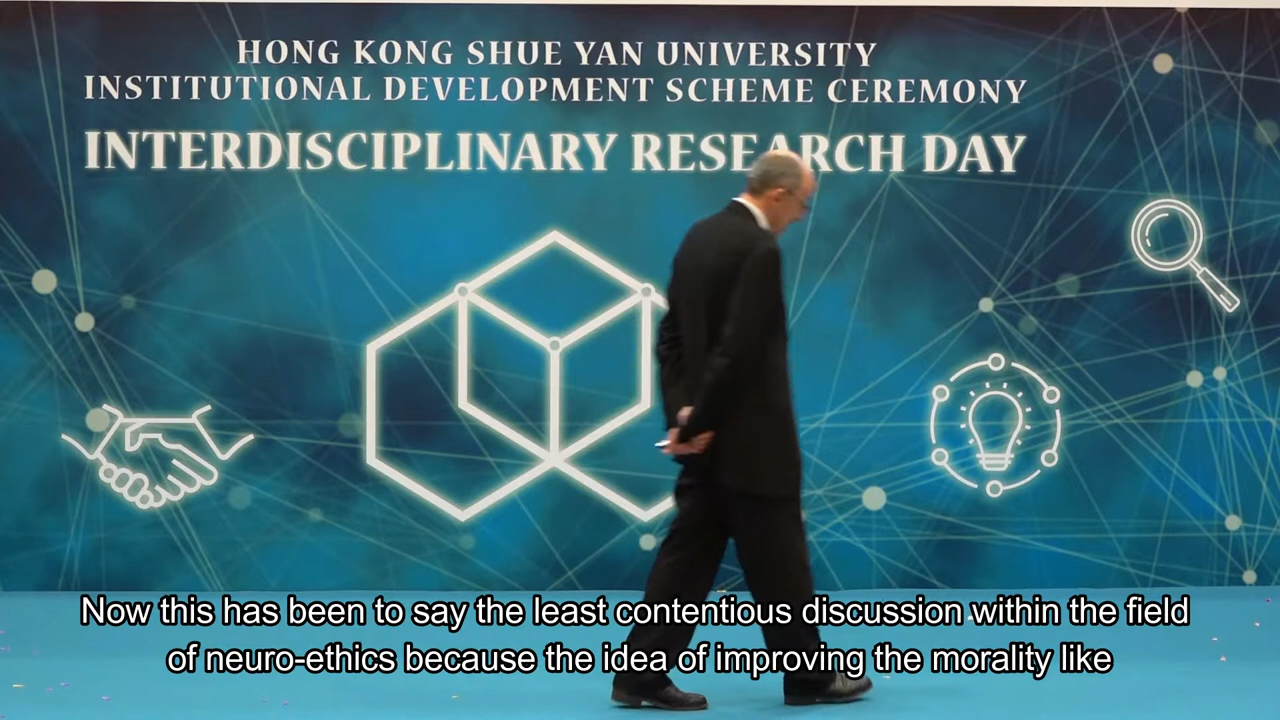 HONG KONG SHUE YAN UNIVERSITY
INSTITUTIONAL DEVELOPMENT SCHEME CEREMONY
INTERDISCIPLINARY RESEARCH DAY
Now this has been to say the least contentious discussion within the field
of neuro-ethics because the idea of improving the morality like